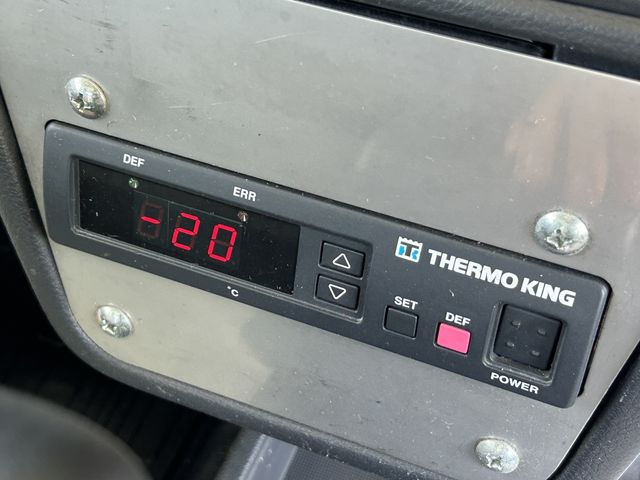 DEF
ERR
-20
°C
THERMO KING
SET
DEF
POWER